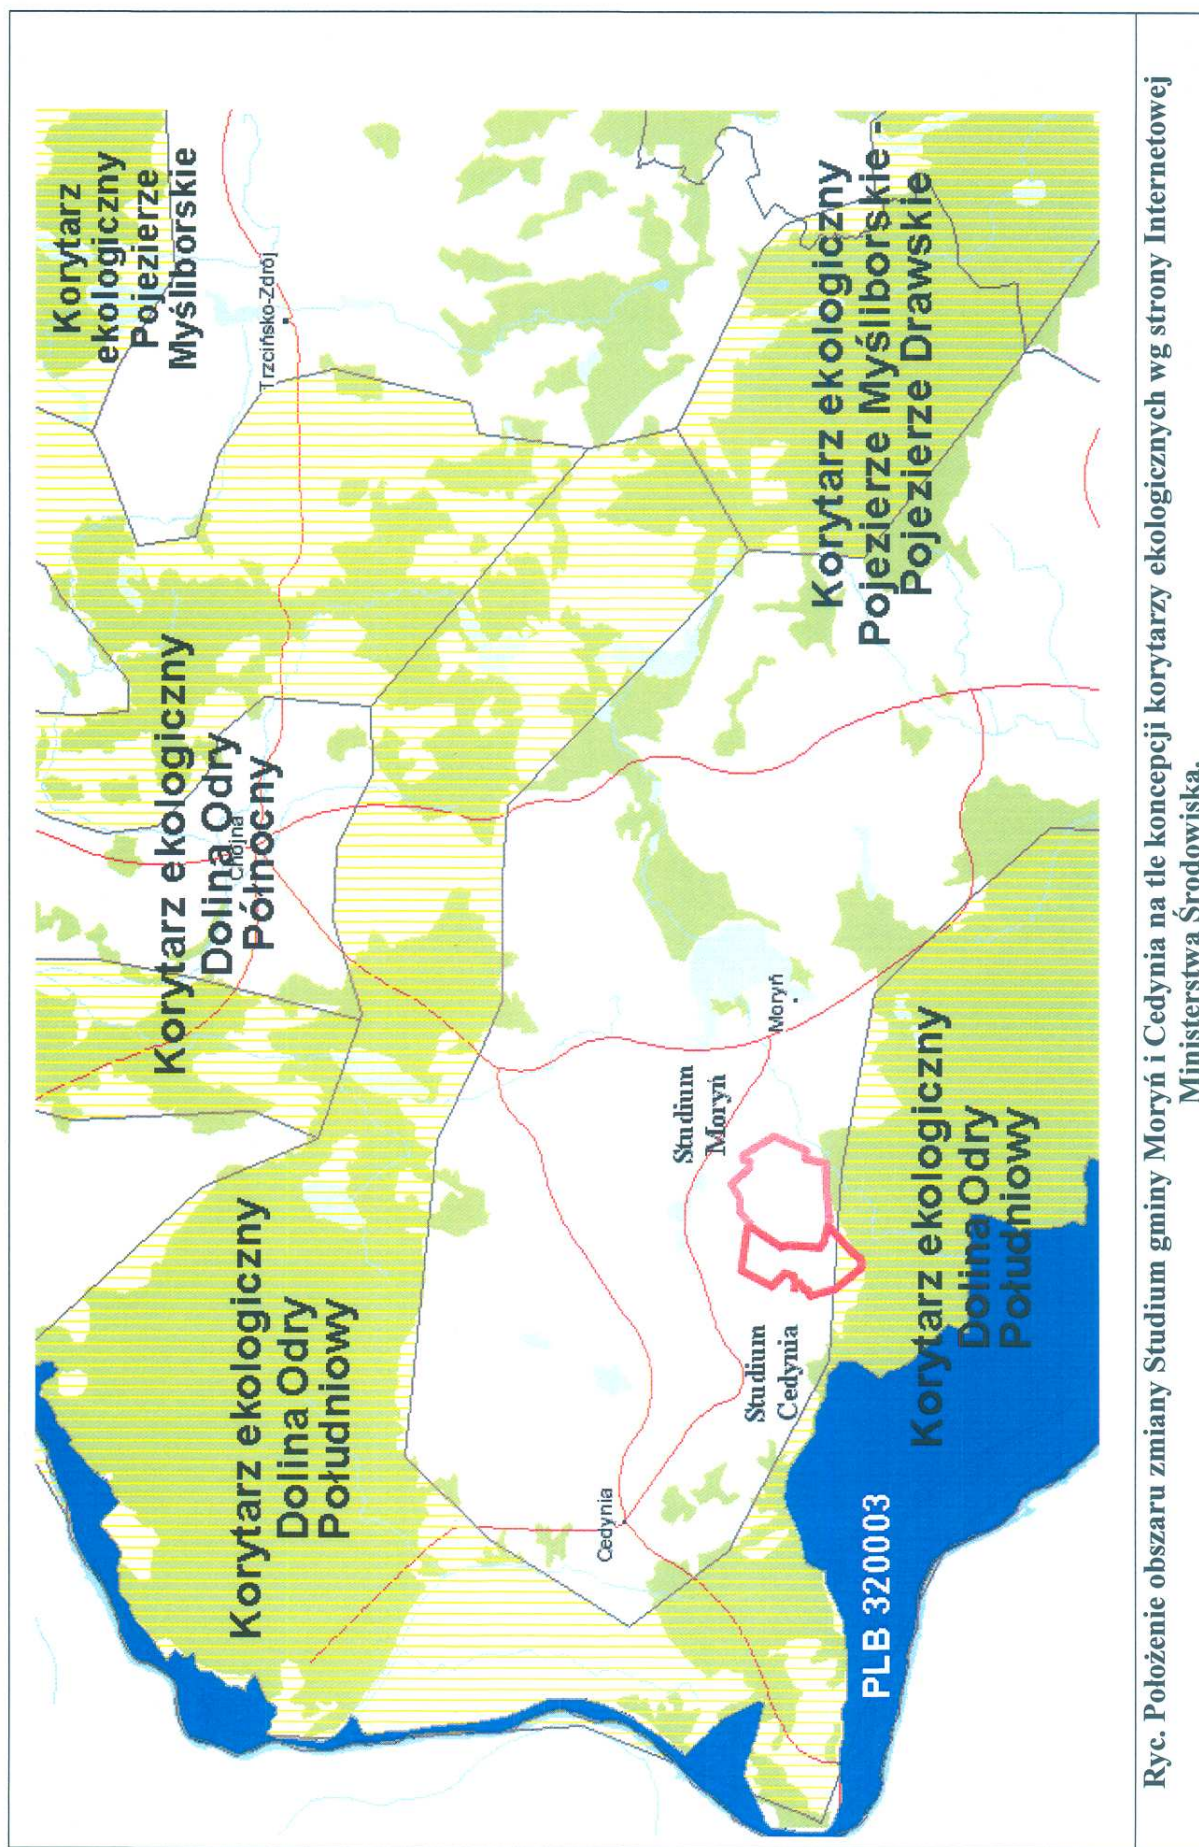 Korytarz
ekologiczny
Pojezierze
Myśliborskie
Korytarz ekologiczny
Dolina Odry
Północny
Chojna
Trzcińsko-Zdrój
Korytarz ekologiczny
Dolina Odry
Południowy
Cedynia
Studium
Moryń
Studium
Cedynia
Moryń
Korytarz ekologiczny
Pojezierze Myśliborskie -
Pojezierze Drawskie
PLB 320003
Korytarz ekologiczny
Dolina Odry
Południowy
Ryc. Położenie obszaru zmiany Studium gminy Moryń i Cedynia na tle koncepcji korytarzy ekologicznych wg strony Internetowej
Ministerstwa Środowiska.